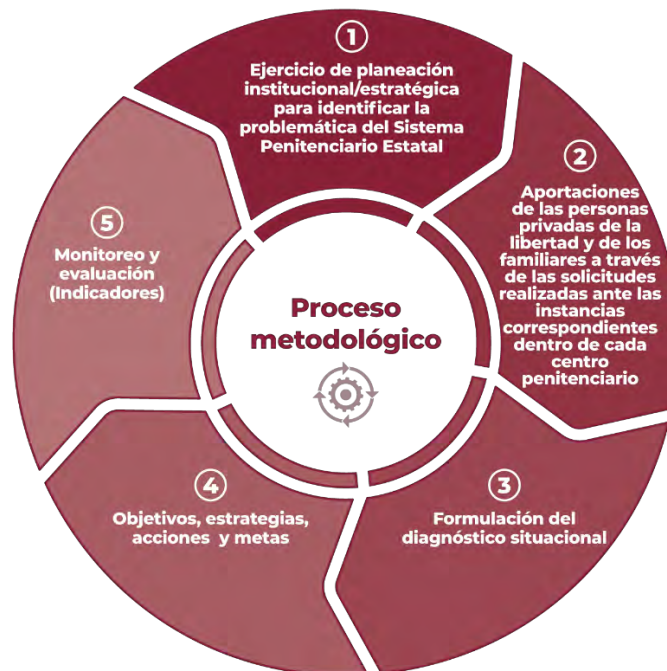 1
Ejercicio de planeación
institucional/estratégica
para identificar la
problemática del Sistema
Penitenciario Estatal
2
Aportaciones
de las personas
privadas de la
libertad y de los
familiares a través
de las solicitudes
realizadas ante las
instancias
correspondientes
dentro de cada
centro
penitenciario
3
Formulación del
diagnóstico situacional
4
Objetivos, estrategias,
acciones y metas
5
Monitoreo y
evaluación
(Indicadores)
Proceso
metodológico